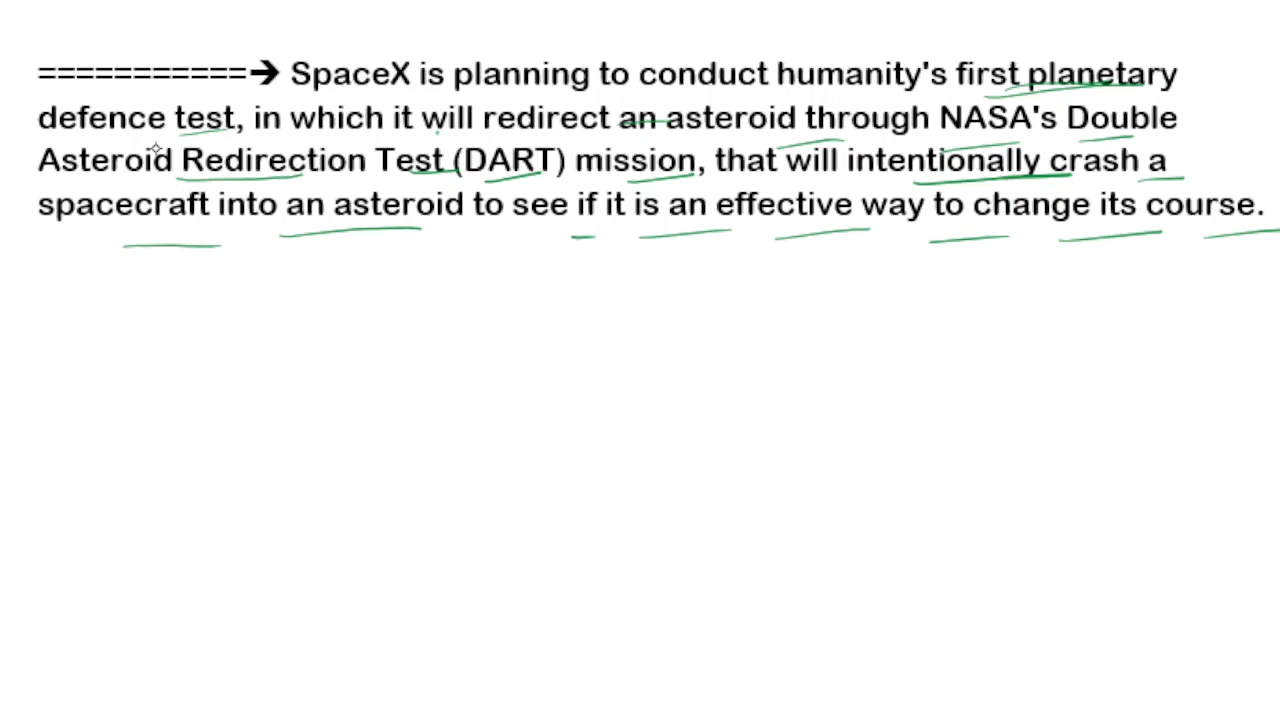 ===========➔ SpaceX is planning to conduct humanity's first planetary
defence test, in which it will redirect an asteroid through NASA's Double
Asteroid Redirection Test (DART) mission, that will intentionally crash a
spacecraft into an asteroid to see if it is an effective way to change its course.